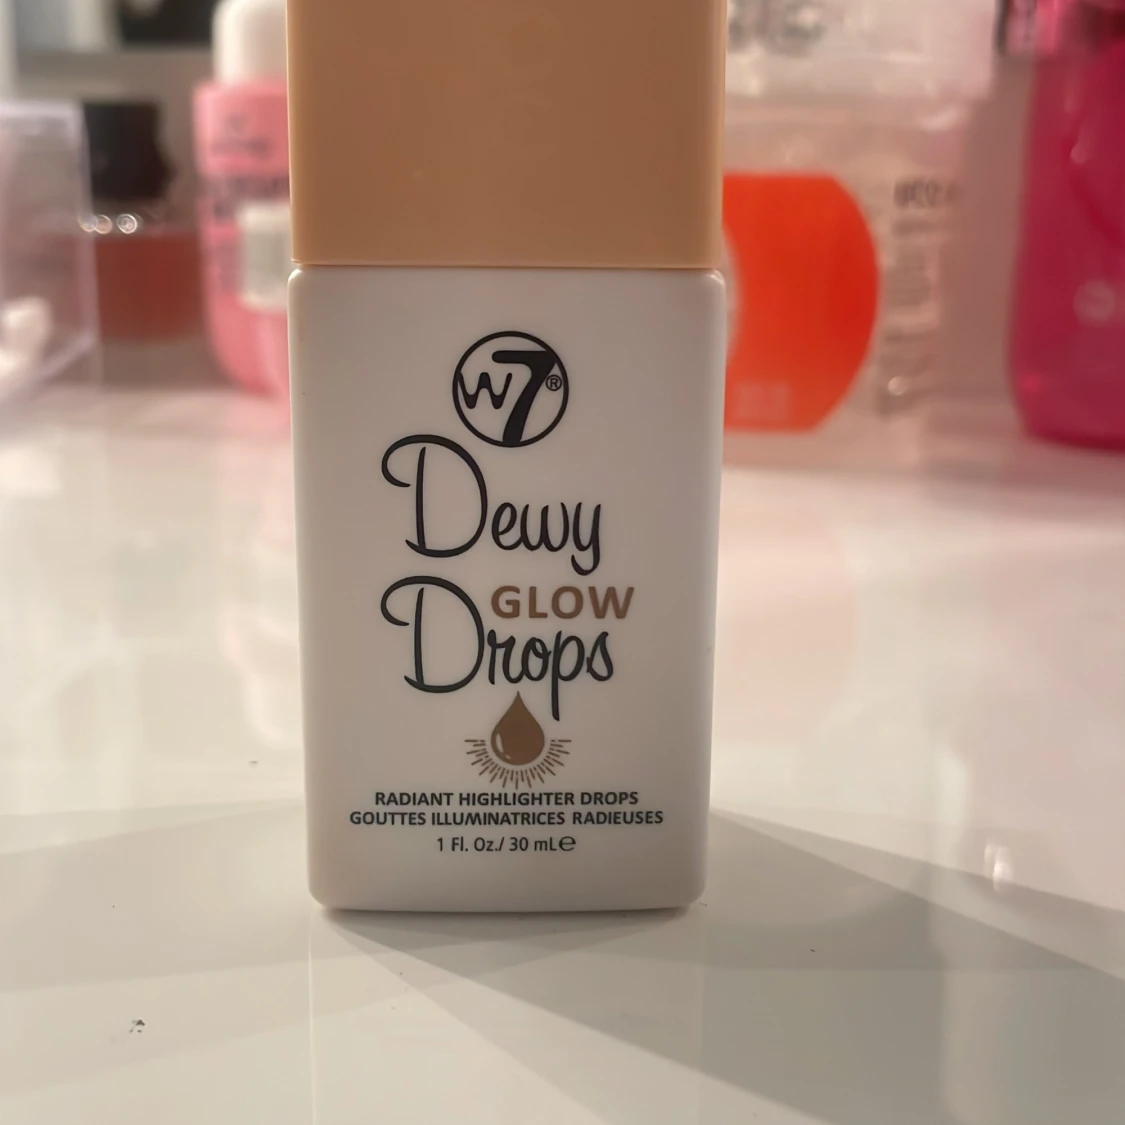 W7®
Dewy
GLOW
Drops
RADIANT HIGHLIGHTER DROPS
GOUTTES ILLUMINATRICES RADIEUSES
1 Fl. Oz./ 30 mL℮